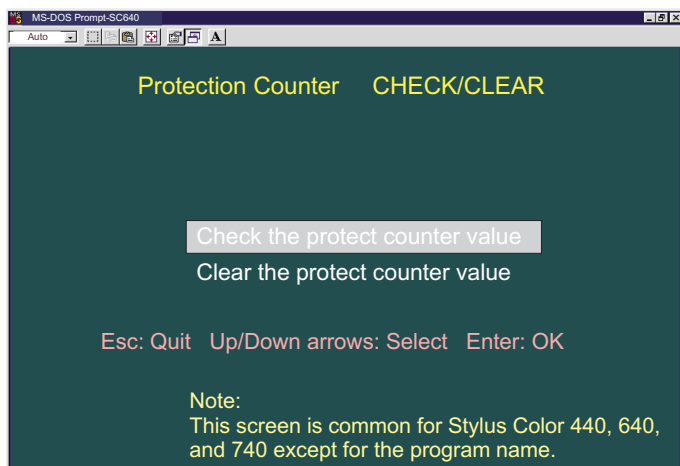 MS-DOS Prompt-SC640
Auto
A
Protection Counter CHECK/CLEAR
Check the protect counter value
Clear the protect counter value
Esc: Quit Up/Down arrows: Select Enter: OK
Note:
This screen is common for Stylus Color 440, 640,
and 740 except for the program name.